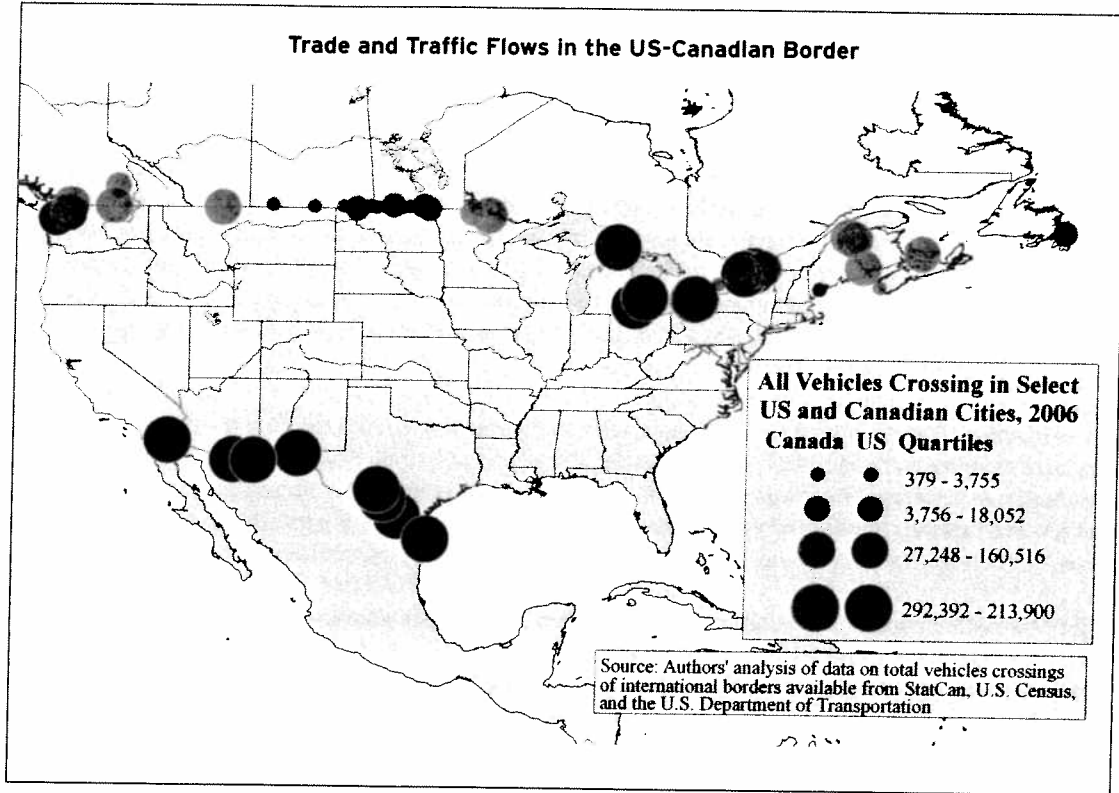 Trade and Traffic Flows in the US-Canadian Border
All Vehicles Crossing in Select
US and Canadian Cities, 2006
Canada US Quartiles
379 - 3,755
3,756 - 18,052
27,248 - 160,516
292,392 - 213,900
Source: Authors' analysis of data on total vehicles crossings
of international borders available from StatCan, U.S. Census,
and the U.S. Department of Transportation